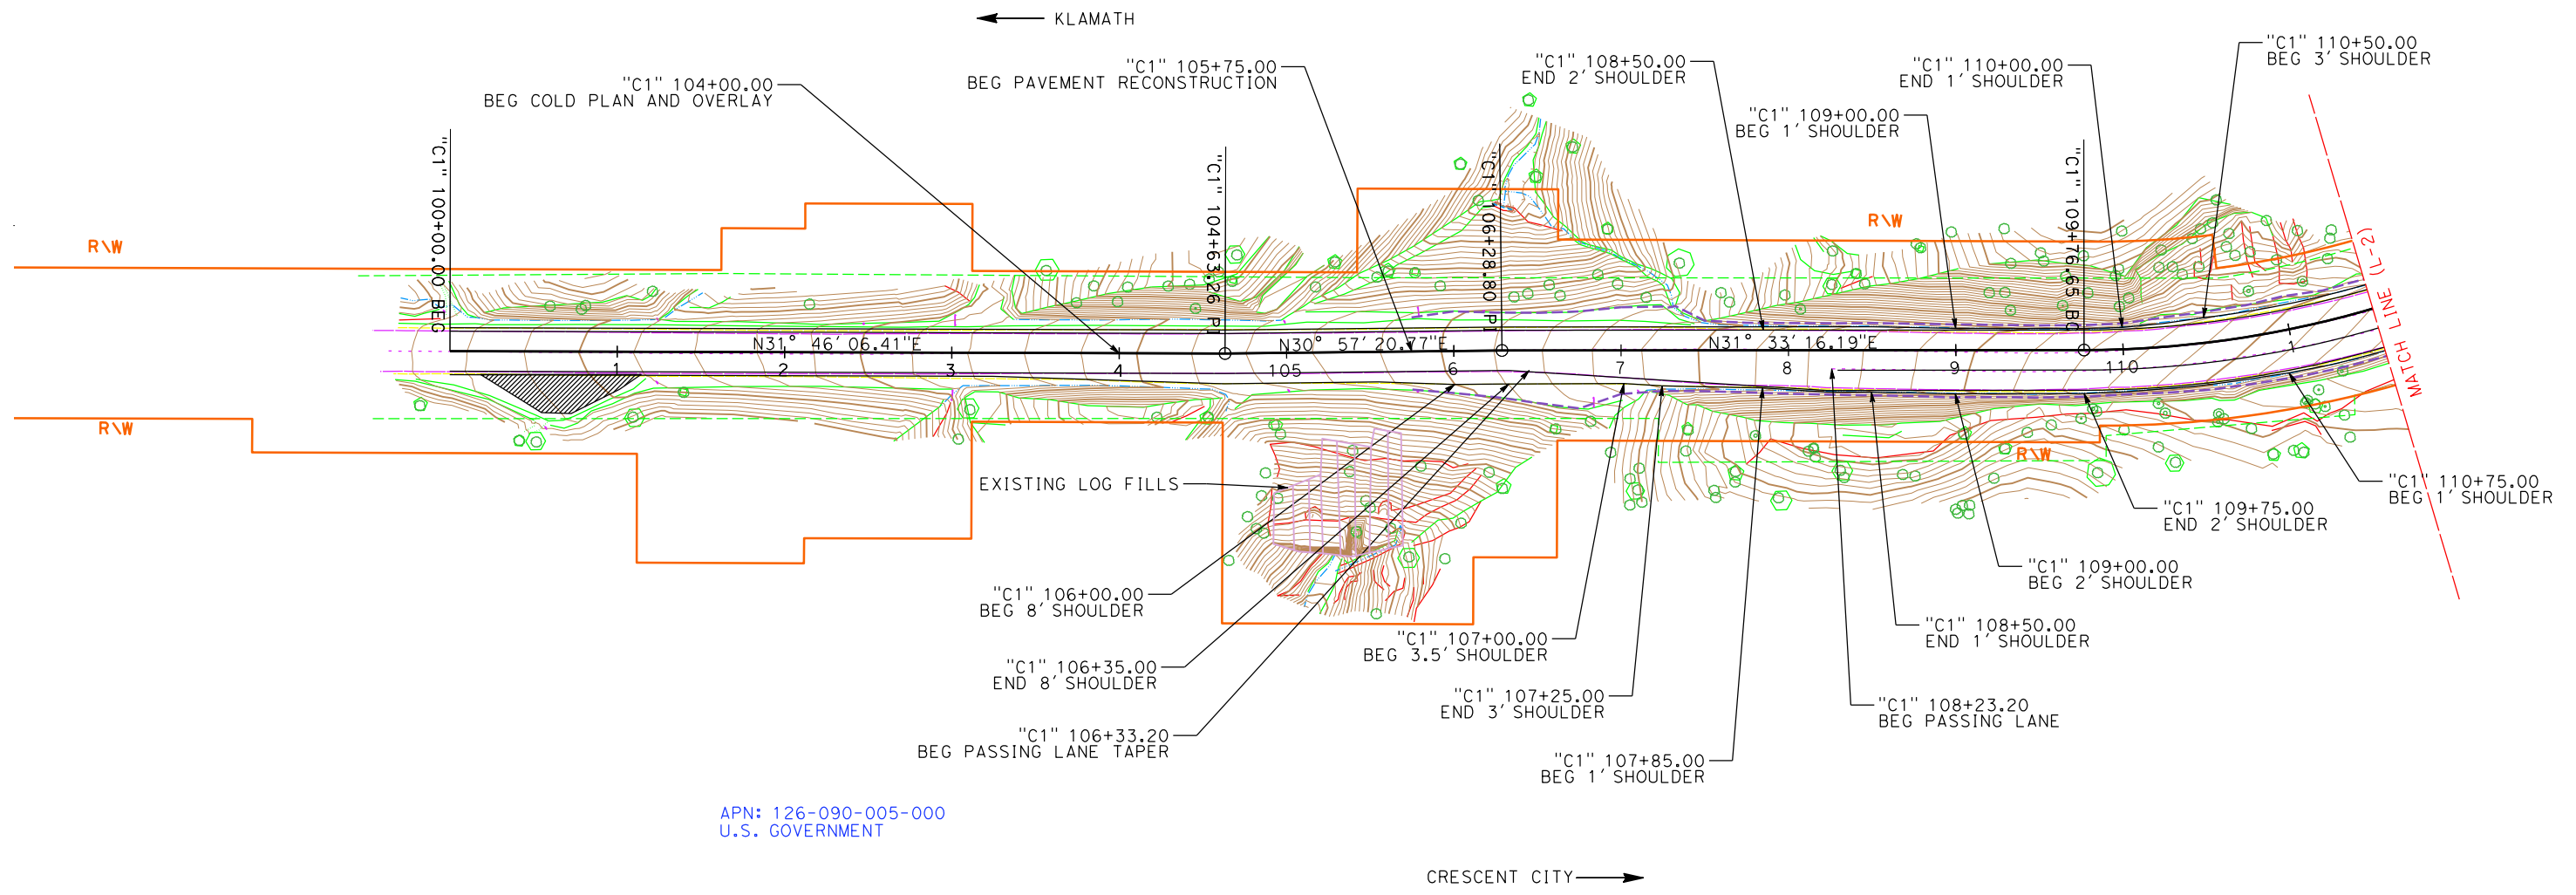 KLAMATH
"C1" 110+50.00
BEG 3' SHOULDER
"C1" 108+50.00
END 2' SHOULDER
"C1" 105+75.00
BEG PAVEMENT RECONSTRUCTION
"C1" 110+00.00
END 1' SHOULDER
"C1" 104+00.00
BEG COLD PLAN AND OVERLAY
"C1" 109+00.00
BEG 1' SHOULDER
"C1" 100+00.00 BEG
"C1" 104+63.26 PI
"C1" 106+28.80 PI
"C1" 109+76.65 BC
R\W
R\W
MATCH LINE (L-2)
N31° 46' 06.41"E
N30° 57' 20.77"E
N31° 33' 16.19"E
1
2
3
4
105
6
7
8
9
110
1
R\W
R\W
EXISTING LOG FILLS
"C1" 110+75.00
BEG 1' SHOULDER
"C1" 109+75.00
END 2' SHOULDER
"C1" 109+00.00
BEG 2' SHOULDER
"C1" 106+00.00
BEG 8' SHOULDER
"C1" 108+50.00
END 1' SHOULDER
"C1" 107+00.00
BEG 3.5' SHOULDER
"C1" 106+35.00
END 8' SHOULDER
"C1" 107+25.00
END 3' SHOULDER
"C1" 108+23.20
BEG PASSING LANE
"C1" 106+33.20
BEG PASSING LANE TAPER
"C1" 107+85.00
BEG 1' SHOULDER
APN: 126-090-005-000
U.S. GOVERNMENT
CRESCENT CITY